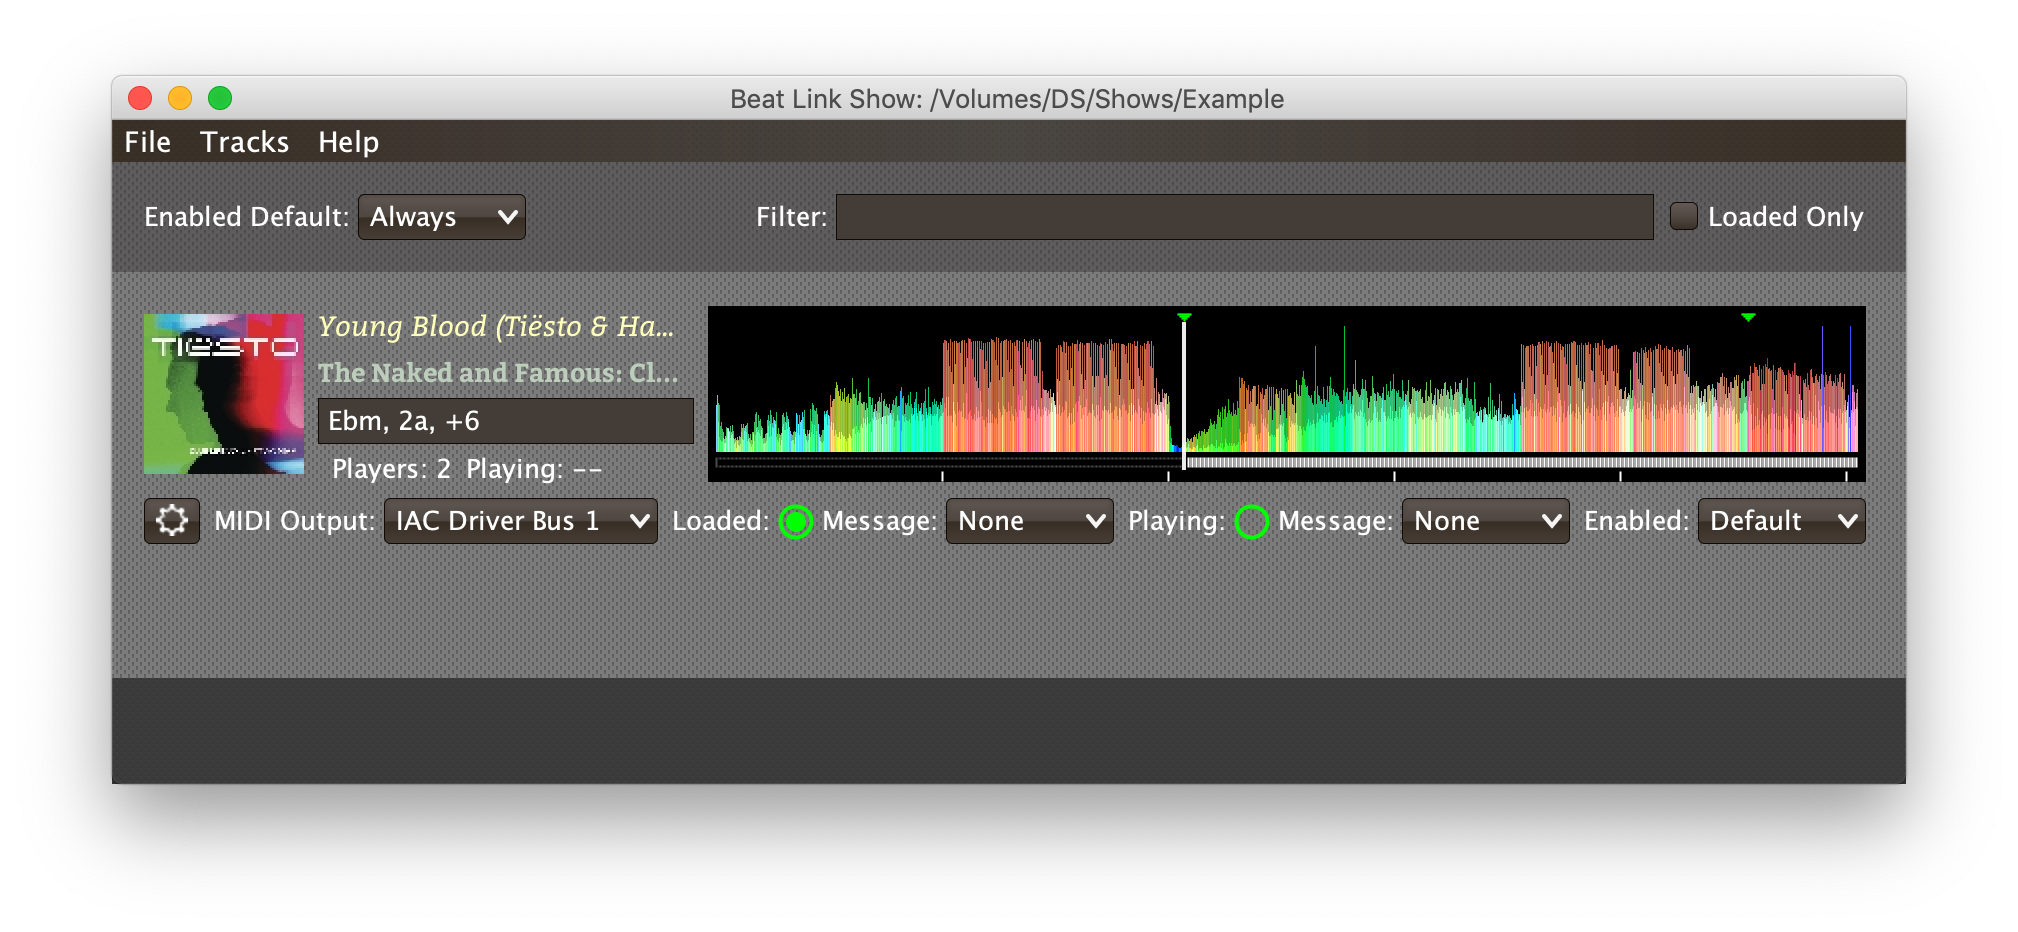 Beat Link Show: /Volumes/DS/Shows/Example
File Tracks Help
Enabled Default: Always Filter: Loaded Only
TIËSTO
Young Blood (Tiësto & Ha...
The Naked and Famous: Cl...
Ebm, 2a, +6
Players: 2 Playing: --
MIDI Output: IAC Driver Bus 1 Loaded: Message: None Playing: Message: None Enabled: Default